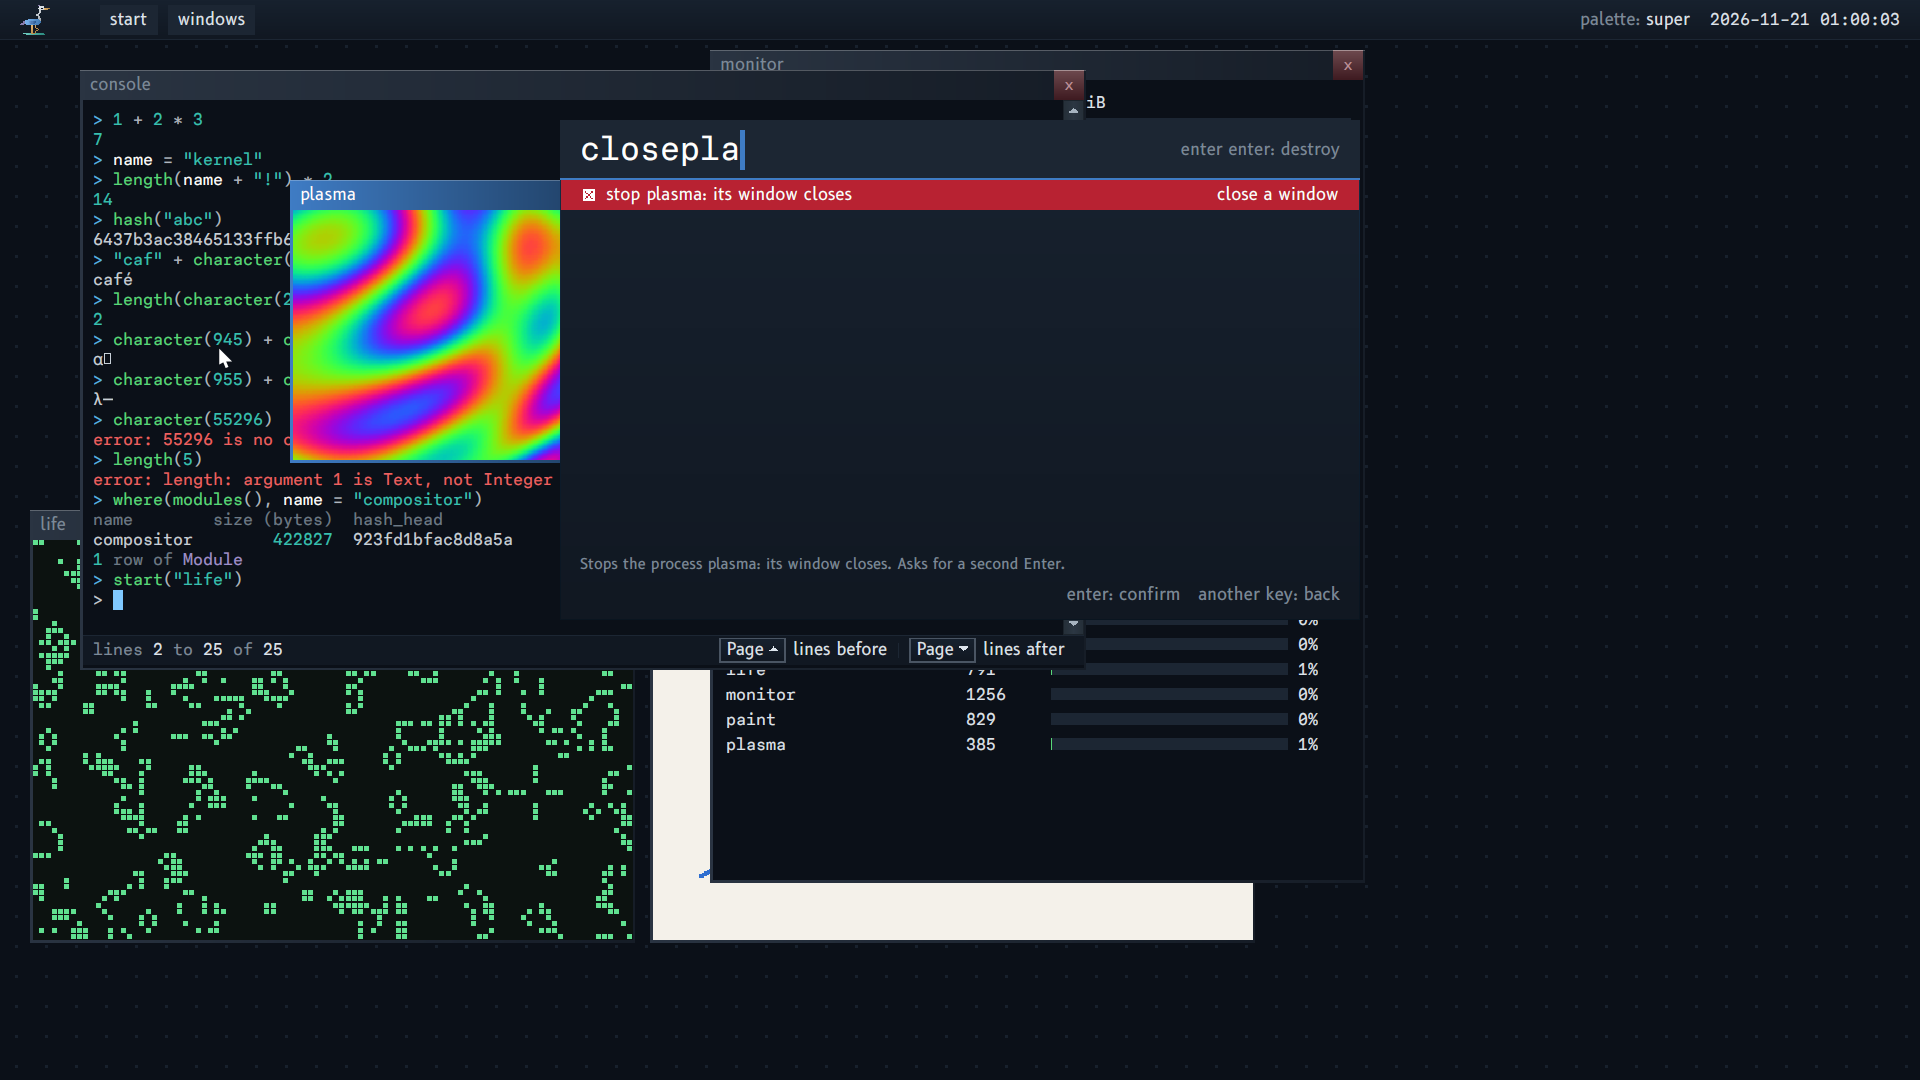 start windows palette: super 2026-11-21 01:00:03
monitor x
console x
iB
> 1 + 2 * 3
7
> name = "kernel"
> length(name + "!") * 2
14
> hash("abc")
6437b3ac38465133ffb6
> "caf" + character(
café
> length(character(2
2
> character(945) + c
α▯
> character(955) + c
λ─
> character(55296)
error: 55296 is no c
> length(5)
error: length: argument 1 is Text, not Integer
> where(modules(), name = "compositor")
name size (bytes) hash_head
compositor 422827 923fd1bfac8d8a5a
1 row of Module
> start("life")
>
lines 2 to 25 of 25 Page lines before Page lines after
plasma
closepla enter enter: destroy
stop plasma: its window closes close a window
Stops the process plasma: its window closes. Asks for a second Enter.
enter: confirm another key: back
life
0%
0%
life 791 1%
monitor 1256 0%
paint 829 0%
plasma 385 1%